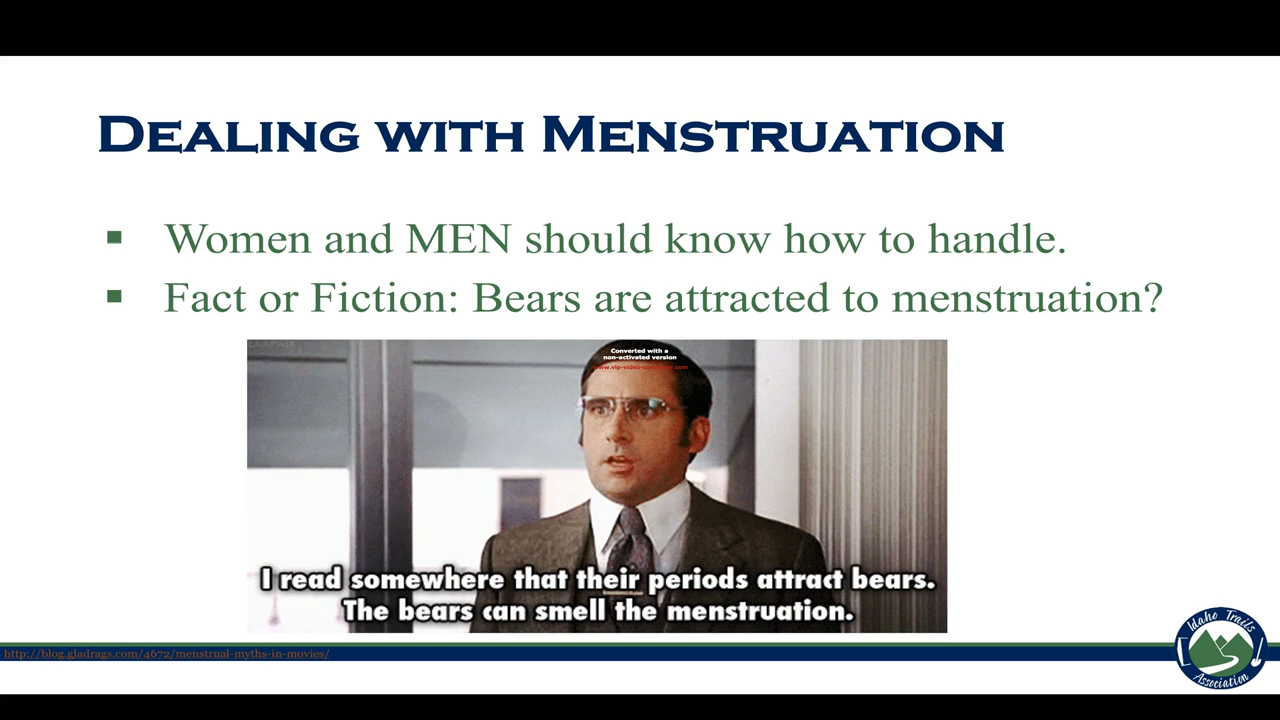 DEALING WITH MENSTRUATION
Women and MEN should know how to handle.
Fact or Fiction: Bears are attracted to menstruation?
Converted with a
non-activated version
I read somewhere that their periods attract bears.
The bears can smell the menstruation.
http://blog.gladrags.com/4672/menstrual-myths-in-movies/
Idaho Trails
Association